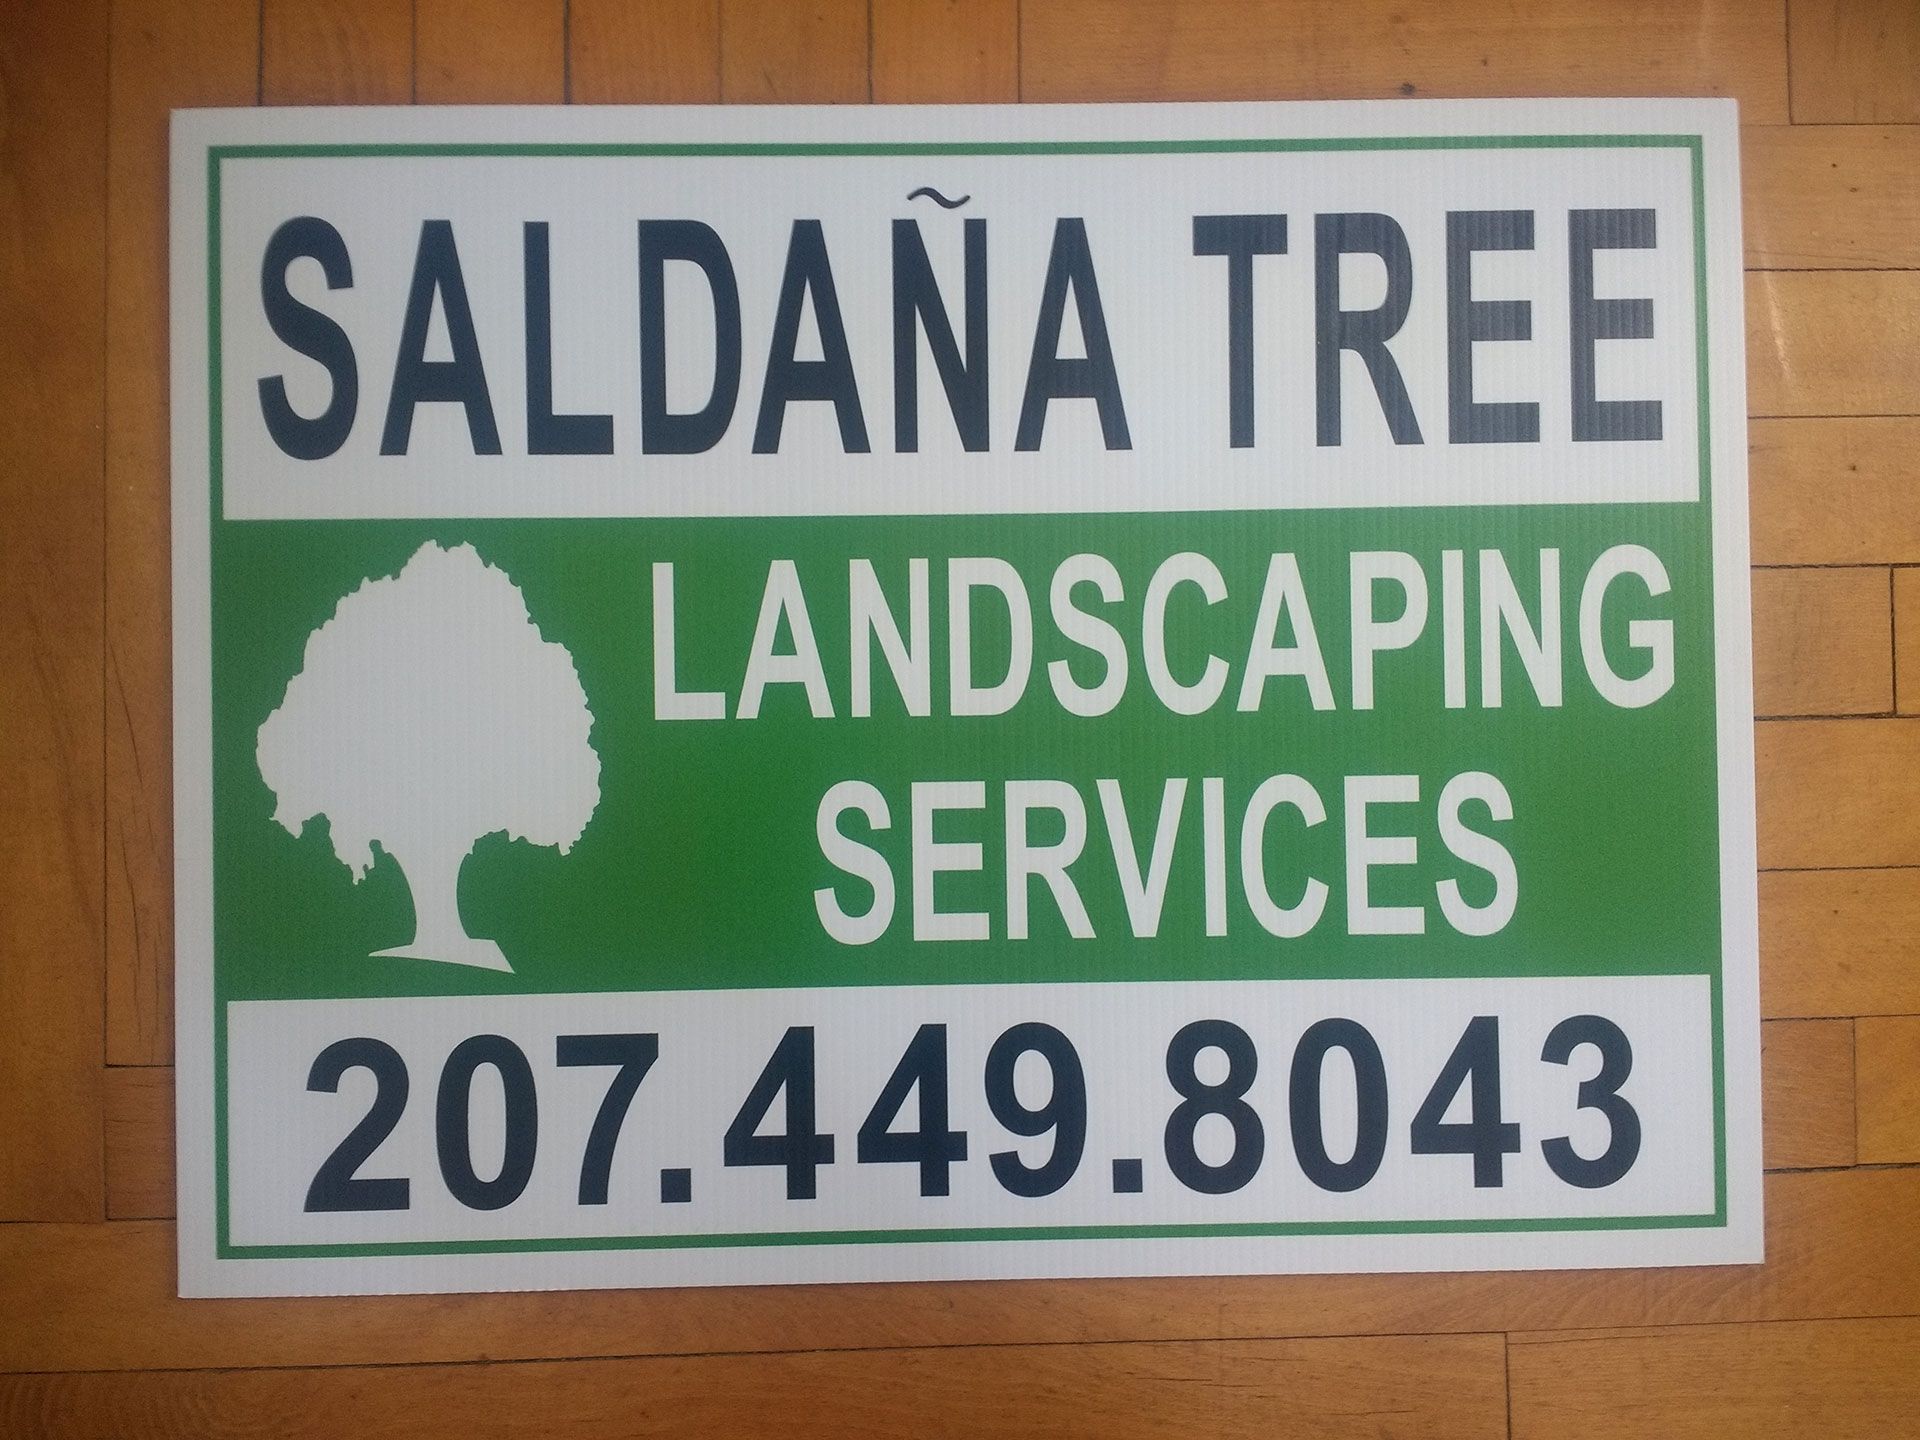 SALDAÑA TREE
LANDSCAPING
SERVICES
207.449.8043